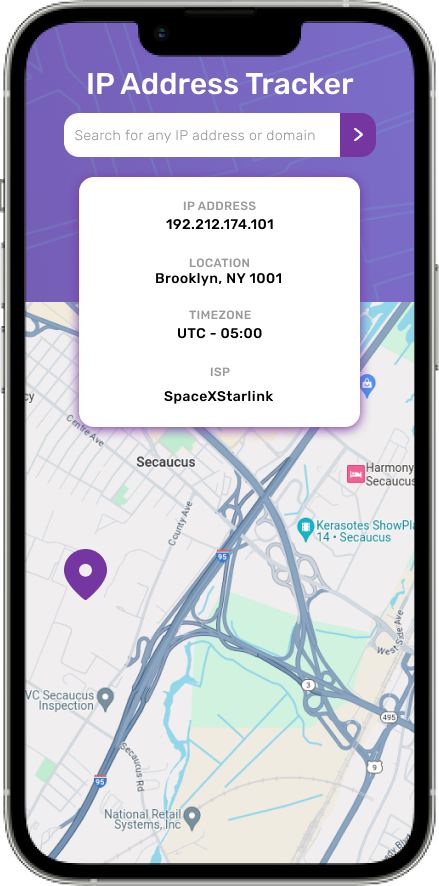 IP Address Tracker
Search for any IP address or domain
IP ADDRESS
192.212.174.101
LOCATION
Brooklyn, NY 1001
TIMEZONE
UTC - 05:00
ISP
SpaceXStarlink
cy
Centre Ave
Secaucus
Harmony
Secaucus
County Ave
Kerasotes ShowPla
14 • Secaucus
95
West Side Ave
3
VC Secaucus
Inspection
495
Secaucus Rd
9
95
National Retail
Systems, Inc
dy Blvd